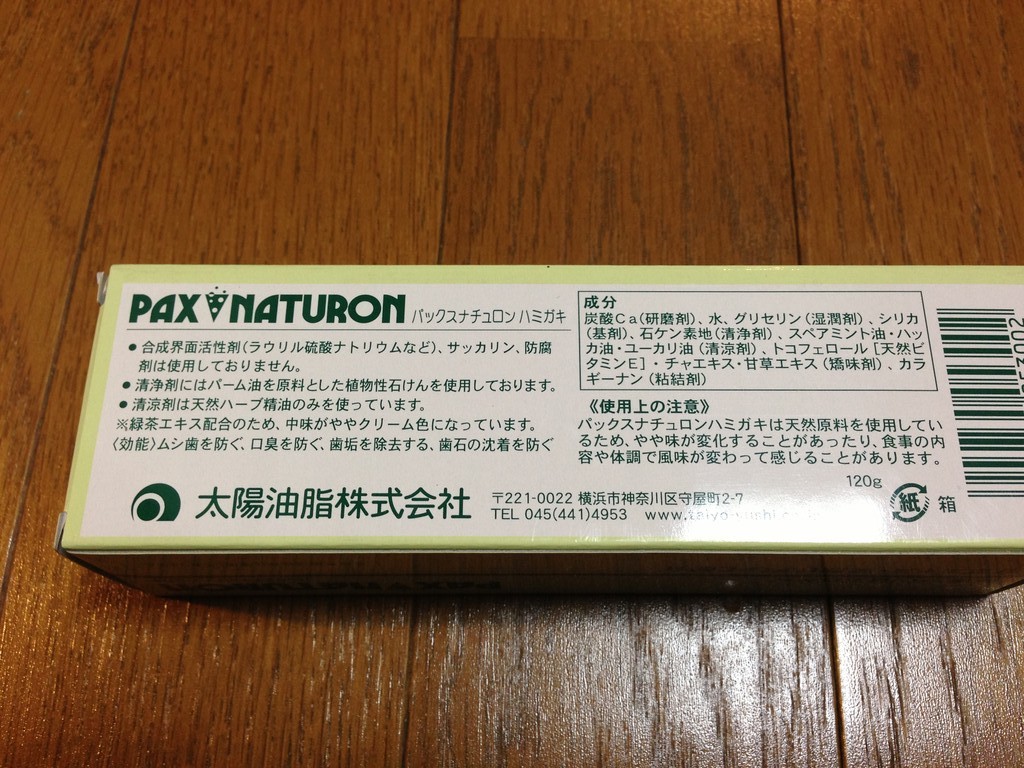 PAX NATURON パックスナチュロン ハミガキ
●合成界面活性剤(ラウリル硫酸ナトリウムなど)、サッカリン、防腐
剤は使用しておりません。
●清浄剤にはパーム油を原料とした植物性石けんを使用しております。
●清涼剤は天然ハーブ精油のみを使っています。
※緑茶エキス配合のため、中味がややクリーム色になっています。
〈効能〉ムシ歯を防ぐ、口臭を防ぐ、歯垢を除去する、歯石の沈着を防ぐ
太陽油脂株式会社
〒221-0022 横浜市神奈川区守屋町2-7
TEL 045(441)4953 www.taiyo-yushi.co
成分
炭酸Ca(研磨剤)、水、グリセリン(湿潤剤)、シリカ
(基剤)、石ケン素地(清浄剤)、スペアミント油・ハッ
カ油・ユーカリ油(清涼剤)、トコフェロール[天然ビ
タミンE]・チャエキス・甘草エキス(矯味剤)、カラ
ギーナン(粘結剤)
《使用上の注意》
パックスナチュロンハミガキは天然原料を使用してい
るため、やや味が変化することがあったり、食事の内
容や体調で風味が変わって感じることがあります。
120g
紙 箱